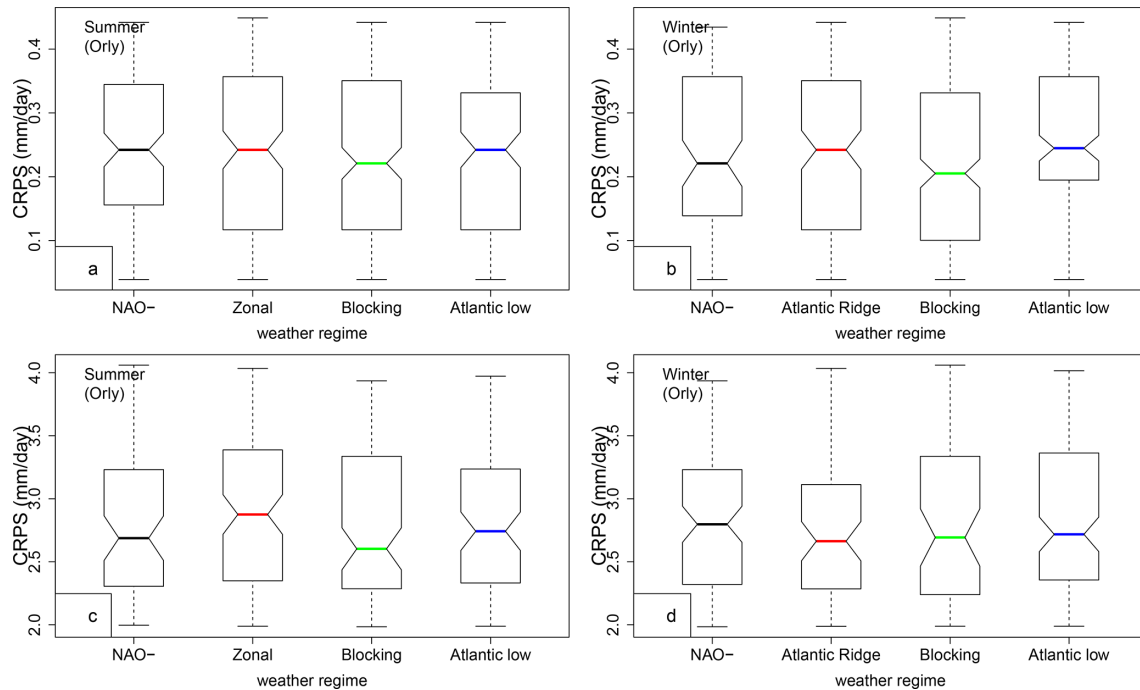 Summer
(Orly)
CRPS (mm/day)
0.4
0.3
0.2
0.1
a
NAO− Zonal Blocking Atlantic low
weather regime
Winter
(Orly)
CRPS (mm/day)
0.4
0.3
0.2
0.1
b
NAO− Atlantic Ridge Blocking Atlantic low
weather regime
Summer
(Orly)
CRPS (mm/day)
4.0
3.5
3.0
2.5
2.0
c
NAO− Zonal Blocking Atlantic low
weather regime
Winter
(Orly)
CRPS (mm/day)
4.0
3.5
3.0
2.5
2.0
d
NAO− Atlantic Ridge Blocking Atlantic low
weather regime